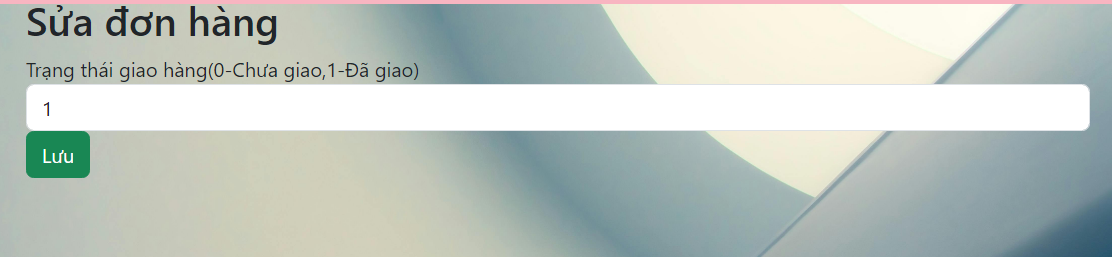 Sửa đơn hàng
Trạng thái giao hàng(0-Chưa giao,1-Đã giao)
1
Lưu